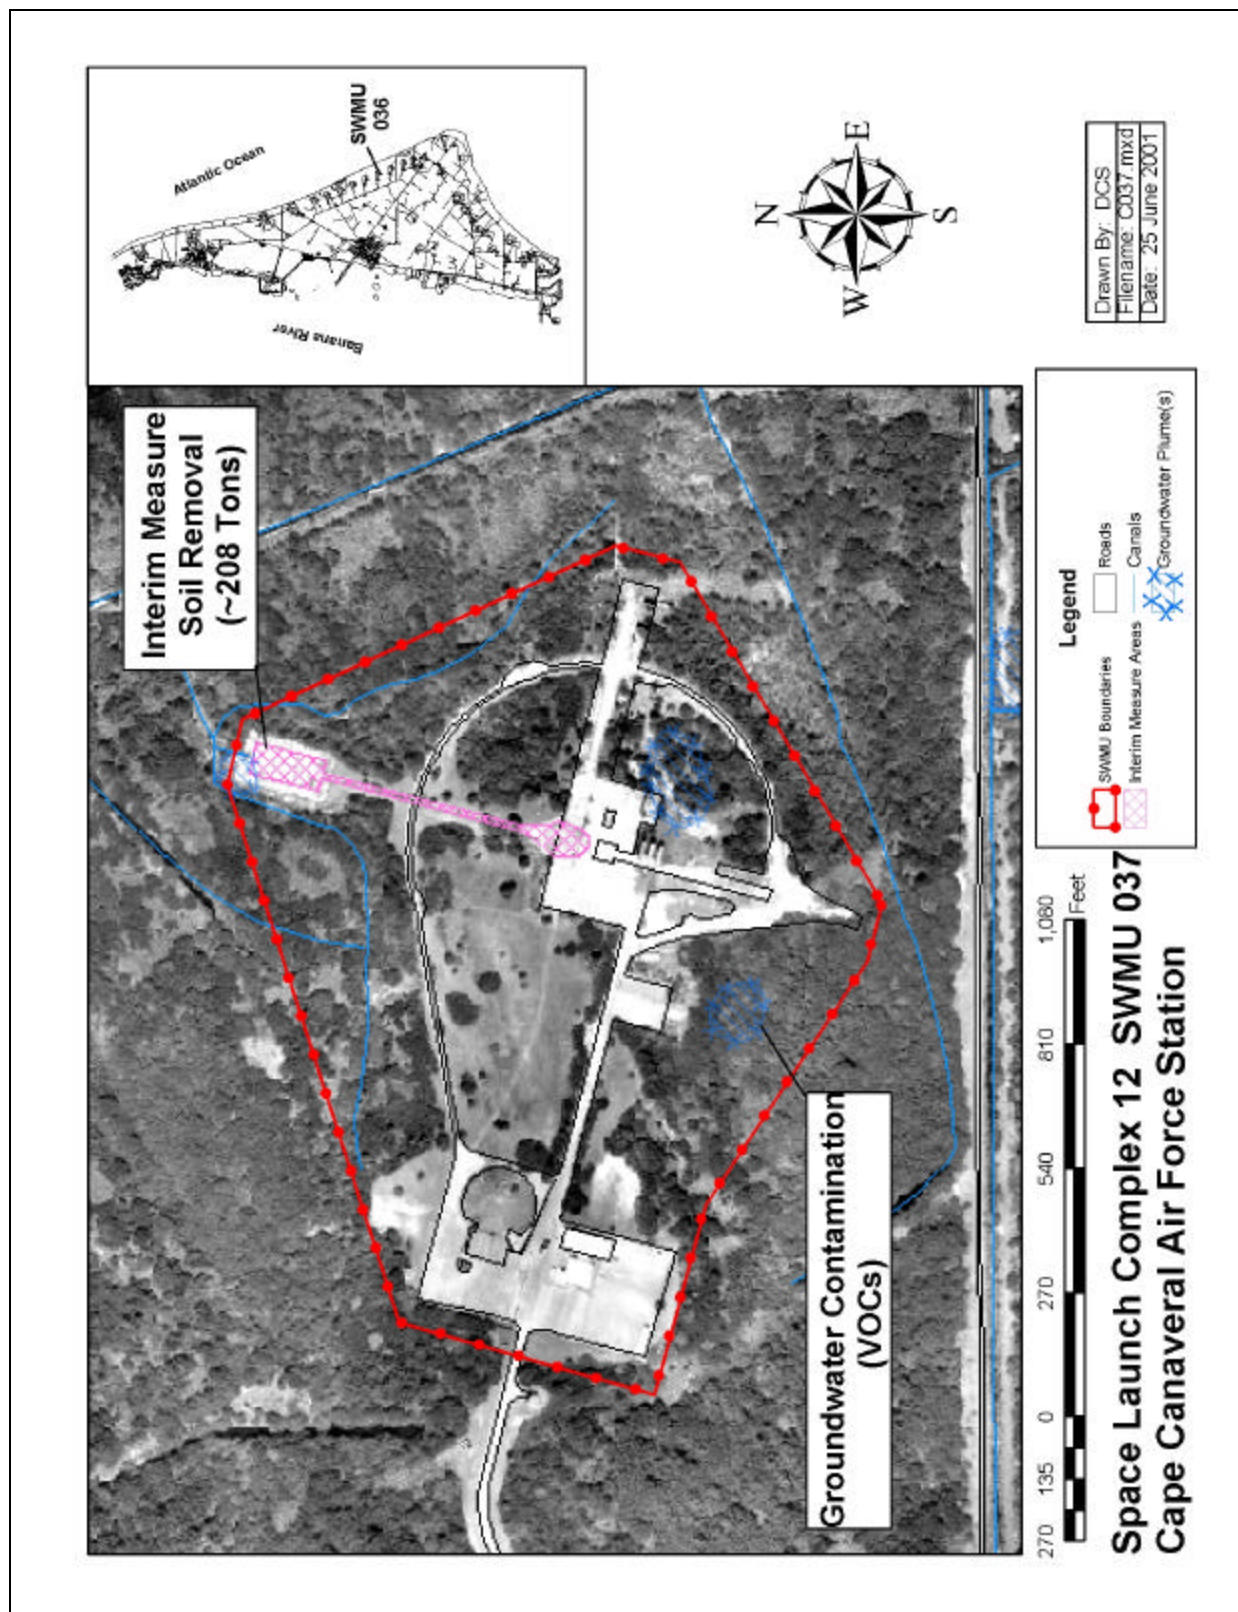 Atlantic Ocean
SWMU
036
Banana River
Interim Measure
Soil Removal
(~208 Tons)
Groundwater Contamination
(VOCs)
N
E
S
W
Drawn By: DCS
Filename: C037.mxd
Date: 25 June 2001
Legend
SWMU Boundaries
Roads
Interim Measure Areas
Canals
Groundwater Plume(s)
270 135 0 270 540 810 1,080
Feet
Space Launch Complex 12 SWMU 037
Cape Canaveral Air Force Station